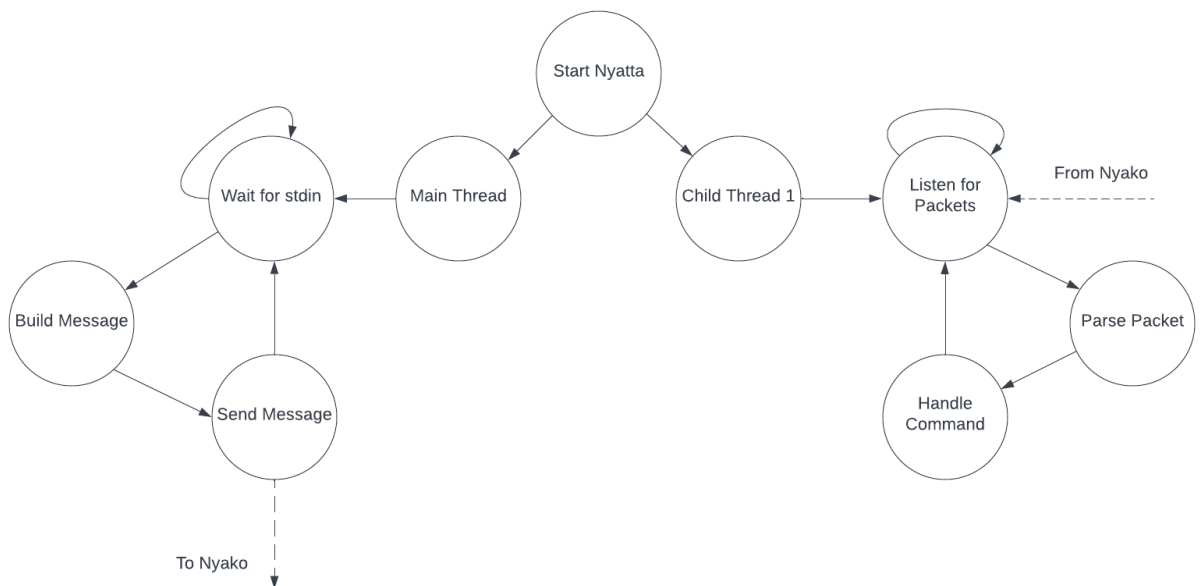 Start Nyatta
Wait for stdin
Main Thread
Child Thread 1
Listen for
Packets
From Nyako
Build Message
Parse Packet
Send Message
Handle
Command
To Nyako